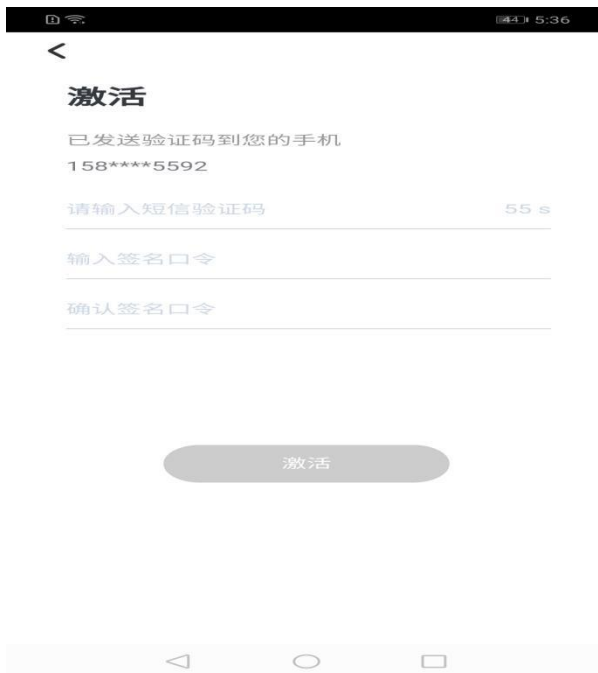 44 5:36
激活
已发送验证码到您的手机
158****5592
请输入短信验证码 55 s
输入签名口令
确认签名口令
激活